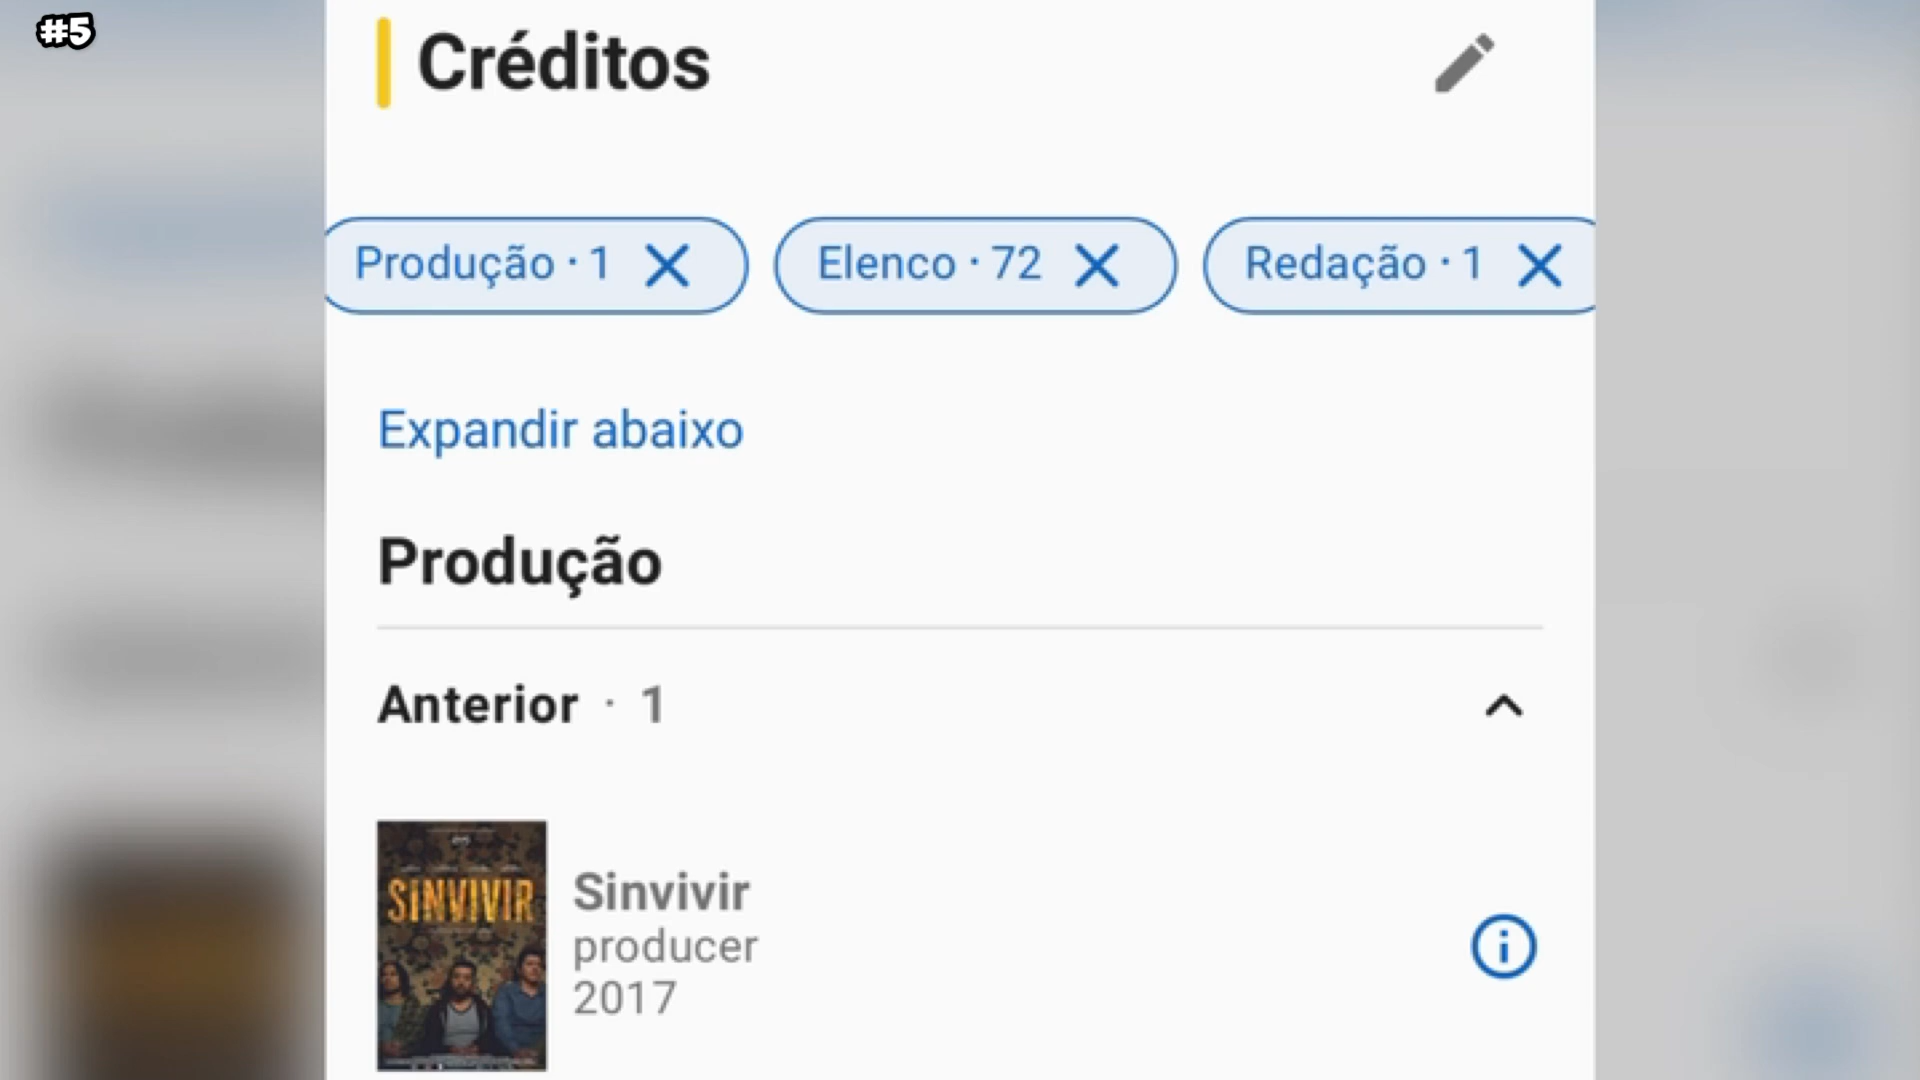 #5
Créditos
Produção · 1
Elenco · 72
Redação · 1
Expandir abaixo
Produção
Anterior · 1
SINVIVIR
Sinvivir
producer
2017